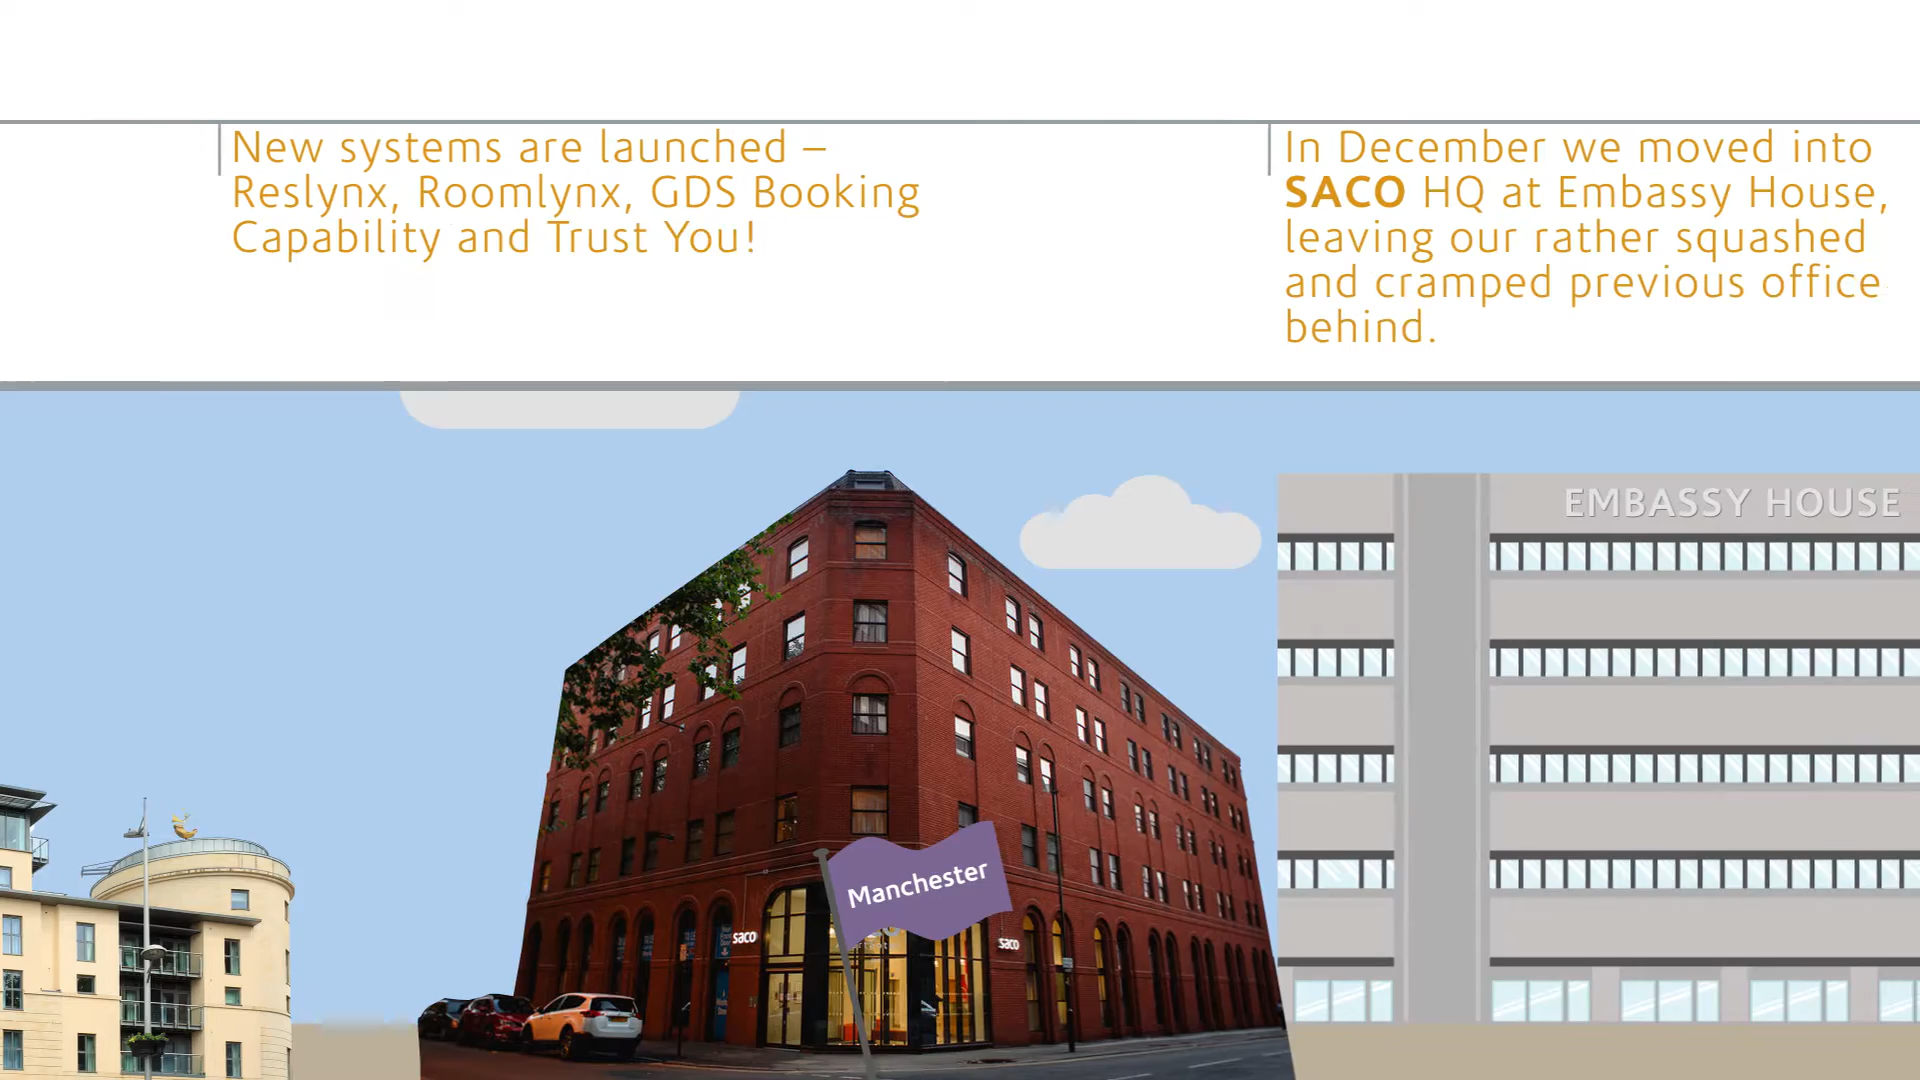 New systems are launched –
Reslynx, Roomlynx, GDS Booking
Capability and Trust You!
In December we moved into
SACO HQ at Embassy House,
leaving our rather squashed
and cramped previous office
behind.
EMBASSY HOUSE
Manchester
saco
saco